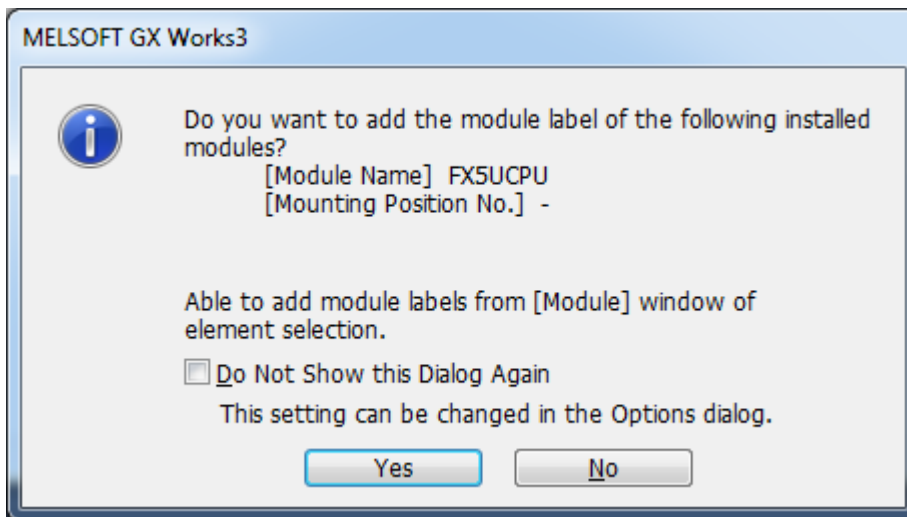 MELSOFT GX Works3
Do you want to add the module label of the following installed
modules?
[Module Name] FX5UCPU
[Mounting Position No.] -
Able to add module labels from [Module] window of
element selection.
Do Not Show this Dialog Again
This setting can be changed in the Options dialog.
Yes No